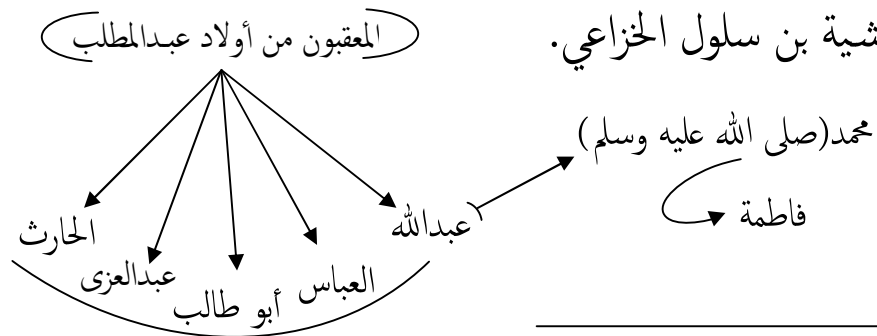 ـشية بن سلول الخزاعي.
المعقبون من أولاد عبدالمطلب
محمد(صلى الله عليه وسلم)
فاطمة
عبدالله
العباس
أبو طالب
عبدالعزى
الحارث